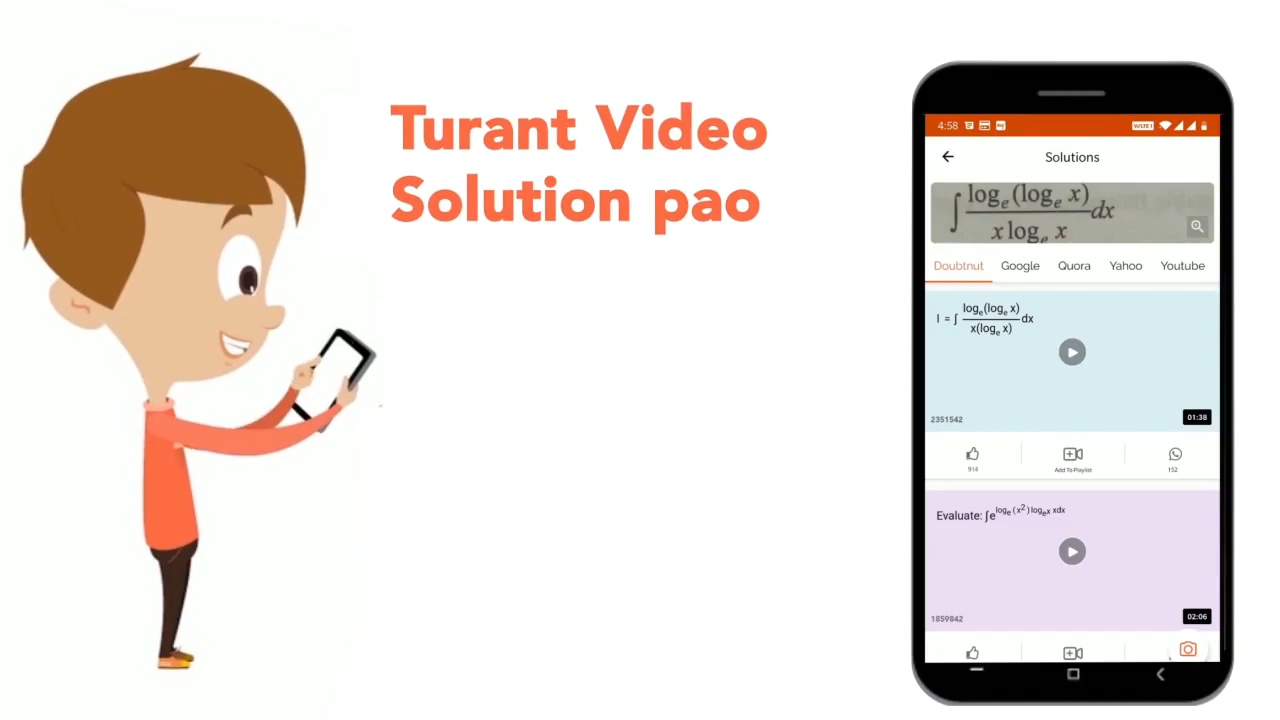 Turant Video
Solution pao
4:58
VoLTE1
Solutions
∫ logₑ(logₑ x) / x logₑ x dx
Doubtnut Google Quora Yahoo Youtube
I = ∫ logₑ(logₑ x) / x(logₑ x) dx
2351542 01:38
914 Add To Playlist 152
Evaluate: ∫e^(logₑ(x²)logₑx xdx)
1859842 02:06